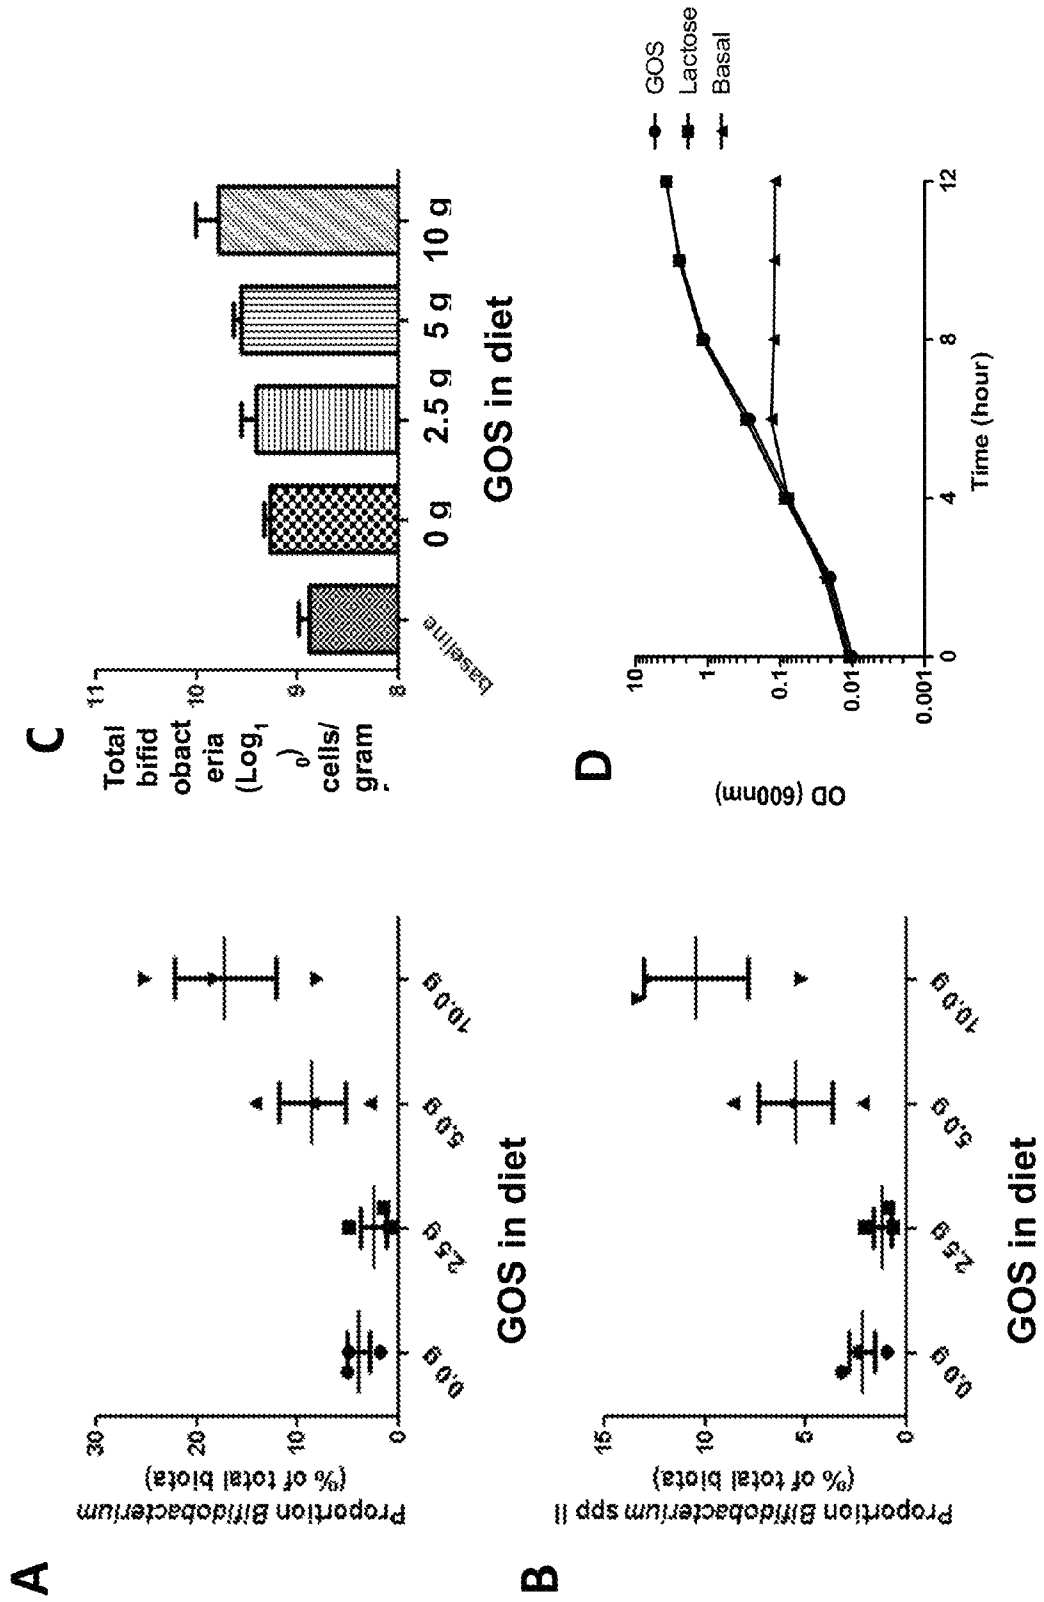 A
Proportion Bifidobacterium
(% of total biota)
30
20
10
0
0.0 g
2.5 g
5.0 g
10.0 g
GOS in diet
B
Proportion Bifidobacterium spp II
(% of total biota)
15
10
5
0
0.0 g
2.5 g
5.0 g
10.0 g
GOS in diet
C
Total
bifid
obact
eria
(Log₁
₀)
cells/
gram
11
10
9
8
baseline
0 g
2.5 g
5 g
10 g
GOS in diet
D
OD (600nm)
10
1
0.1
0.01
0.001
0
4
8
12
Time (hour)
GOS
Lactose
Basal